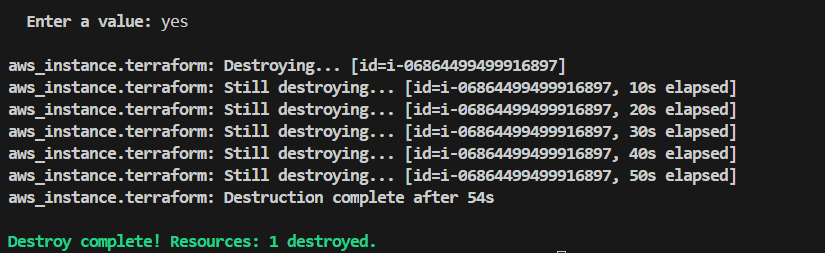 Enter a value: yes
aws_instance.terraform: Destroying... [id=i-06864499499916897]
aws_instance.terraform: Still destroying... [id=i-06864499499916897, 10s elapsed]
aws_instance.terraform: Still destroying... [id=i-06864499499916897, 20s elapsed]
aws_instance.terraform: Still destroying... [id=i-06864499499916897, 30s elapsed]
aws_instance.terraform: Still destroying... [id=i-06864499499916897, 40s elapsed]
aws_instance.terraform: Still destroying... [id=i-06864499499916897, 50s elapsed]
aws_instance.terraform: Destruction complete after 54s
Destroy complete! Resources: 1 destroyed.